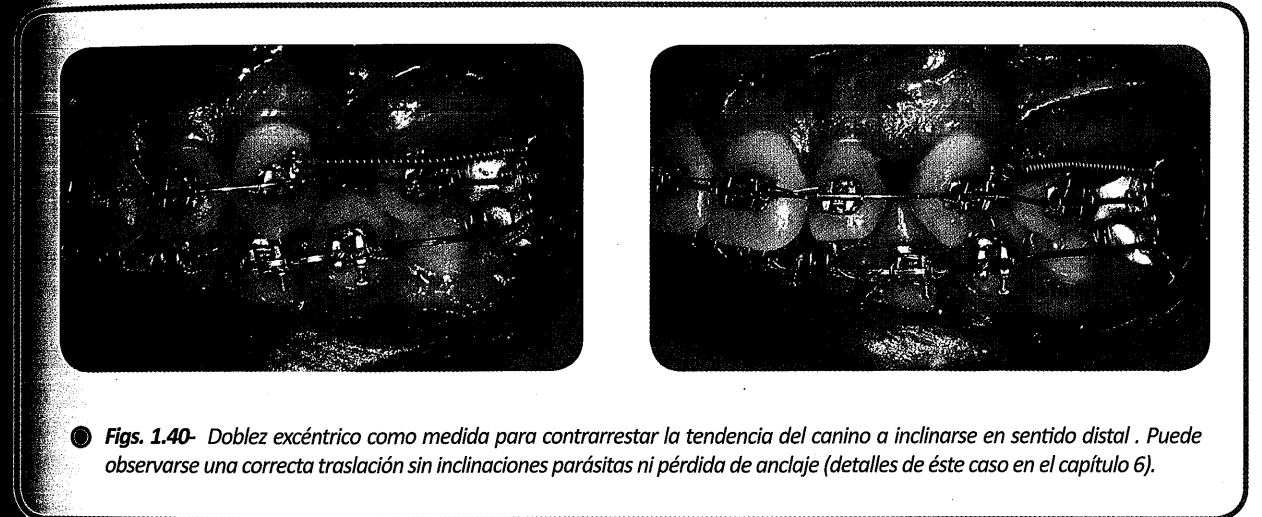 Figs. 1.40- Doblez excéntrico como medida para contrarrestar la tendencia del canino a inclinarse en sentido distal . Puede
observarse una correcta traslación sin inclinaciones parásitas ni pérdida de anclaje (detalles de éste caso en el capítulo 6).